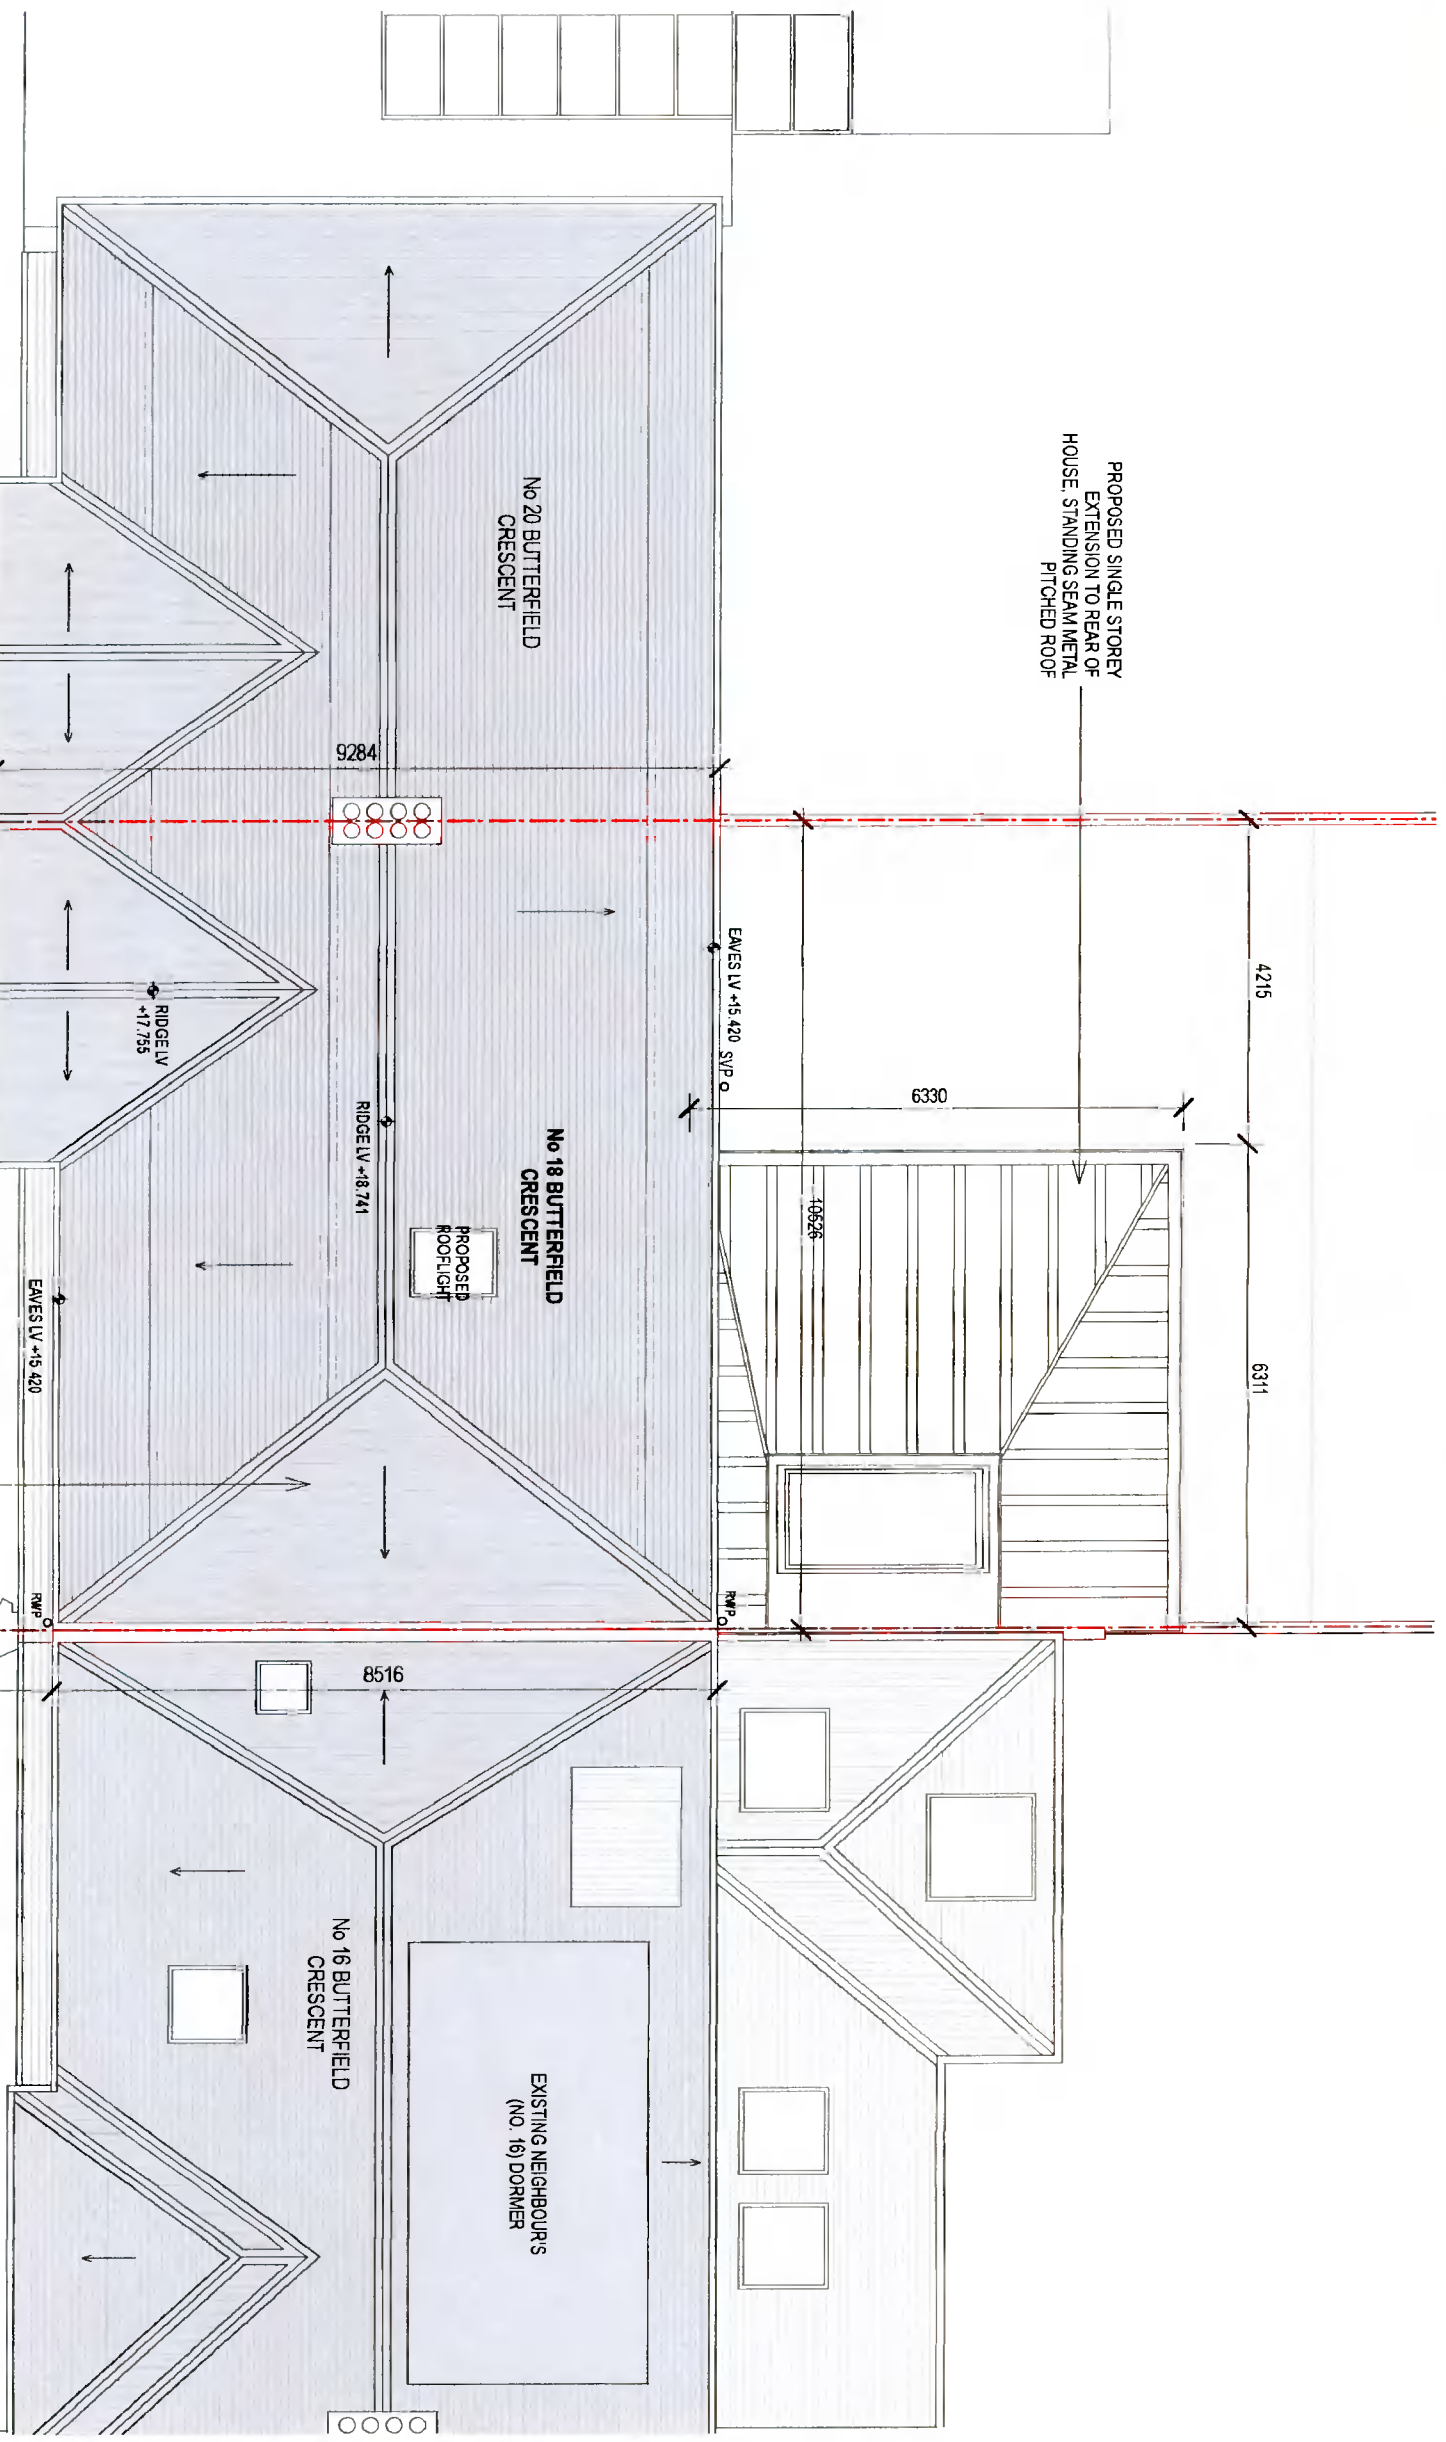 PROPOSED SINGLE STOREY
EXTENSION TO REAR OF
HOUSE, STANDING SEAM METAL
PITCHED ROOF
4215
6311
6330
10526
No 20 BUTTERFIELD
CRESCENT
9284
EAVES LV +15.420
SVP
No 18 BUTTERFIELD
CRESCENT
PROPOSED
ROOFLIGHT
RIDGE LV +18.741
RIDGE LV
+17.755
EAVES LV +15 420
RWP
RWP
8516
No 16 BUTTERFIELD
CRESCENT
EXISTING NEIGHBOUR'S
(NO. 16) DORMER